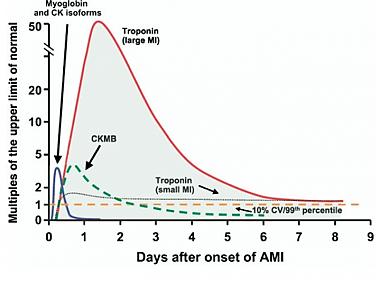 Myoglobin
and CK isoforms
Troponin
(large MI)
CKMB
Troponin
(small MI)
10% CV/99th percentile
Multiples of the upper limit of normal
50
20
10
5
2
1
0
0 1 2 3 4 5 6 7 8 9
Days after onset of AMI